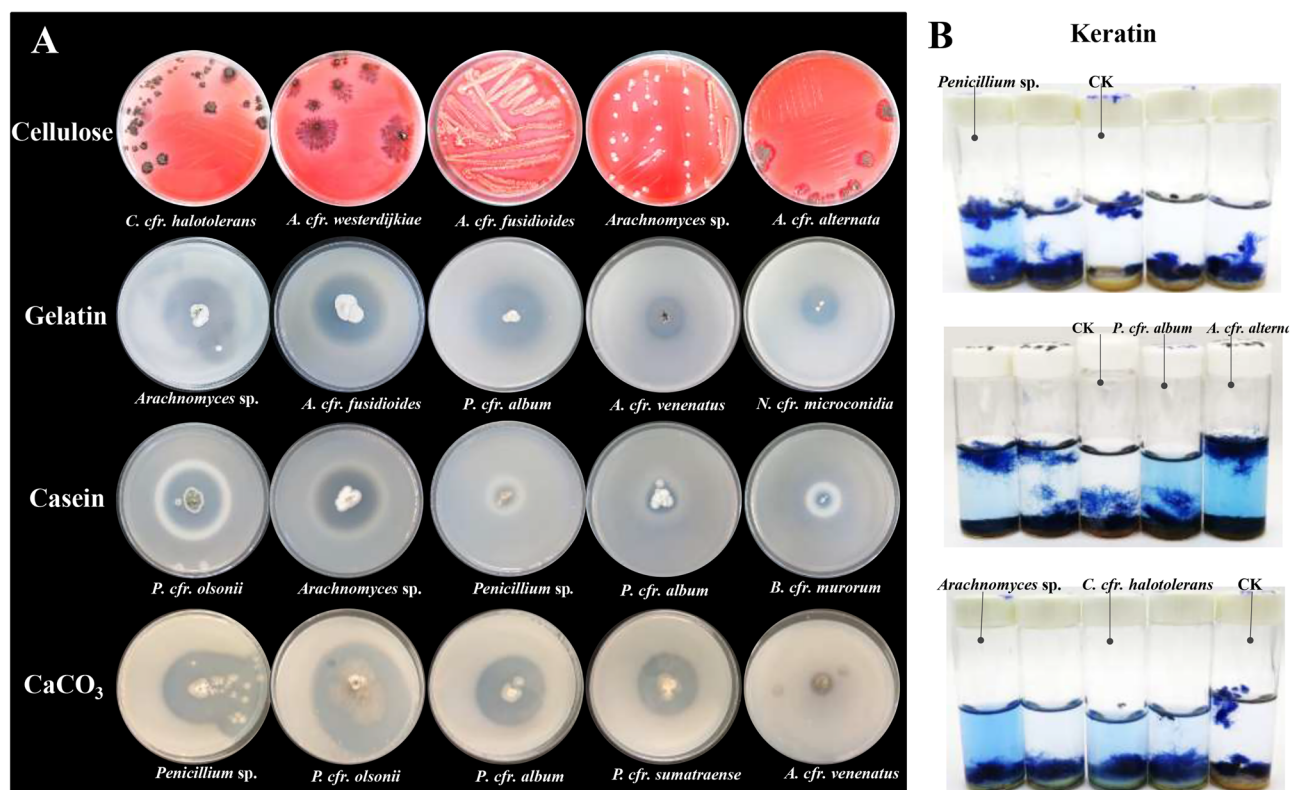 A
Cellulose
C. cfr. halotolerans
A. cfr. westerdijkiae
A. cfr. fusidioides
Arachnomyces sp.
A. cfr. alternata
Gelatin
Arachnomyces sp.
A. cfr. fusidioides
P. cfr. album
A. cfr. venenatus
N. cfr. microconidia
Casein
P. cfr. olsonii
Arachnomyces sp.
Penicillium sp.
P. cfr. album
B. cfr. murorum
CaCO₃
Penicillium sp.
P. cfr. olsonii
P. cfr. album
P. cfr. sumatraense
A. cfr. venenatus
B
Keratin
Penicillium sp.
CK
CK
P. cfr. album
A. cfr. alterna
Arachnomyces sp.
C. cfr. halotolerans
CK